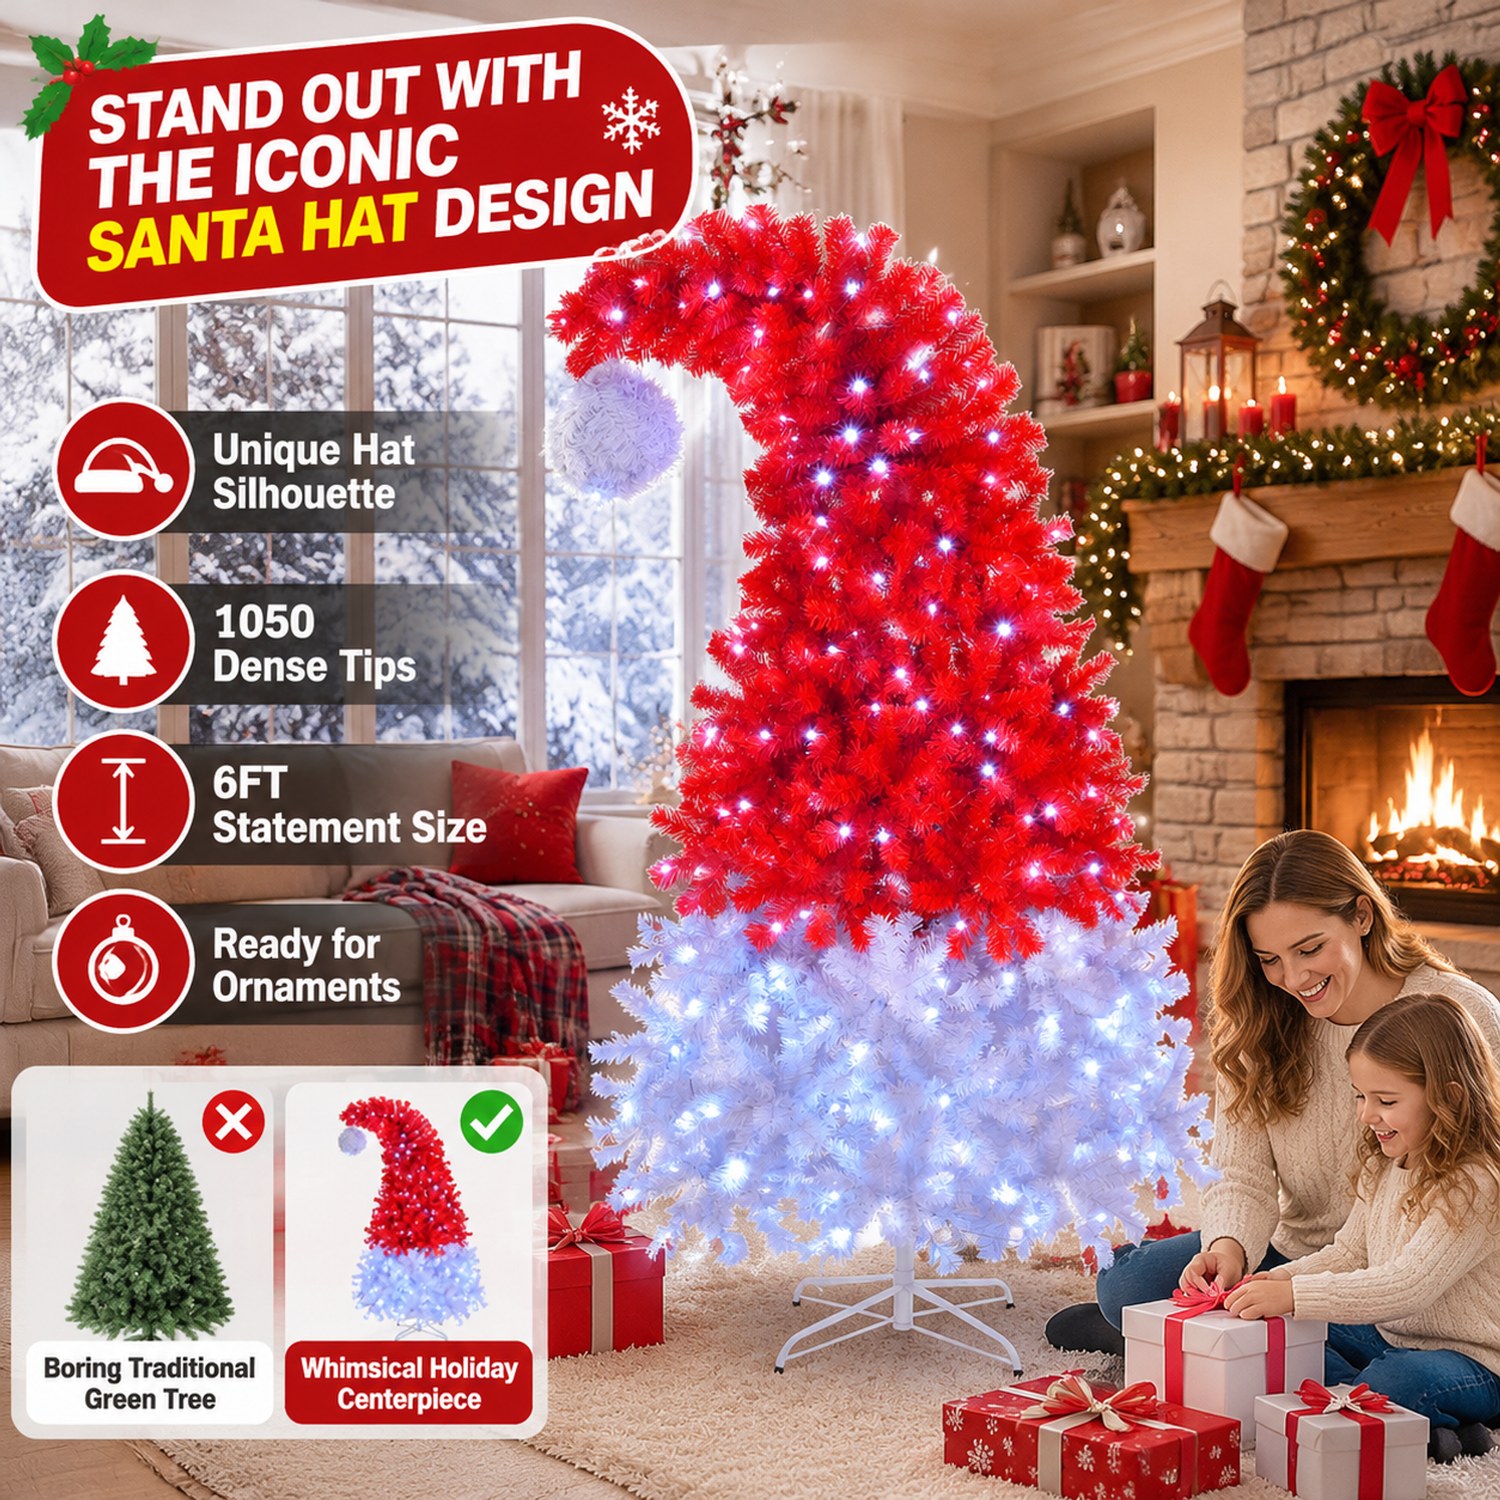 STAND OUT WITH
THE ICONIC
SANTA HAT DESIGN
Unique Hat
Silhouette
1050
Dense Tips
6FT
Statement Size
Ready for
Ornaments
Boring Traditional
Green Tree
Whimsical Holiday
Centerpiece